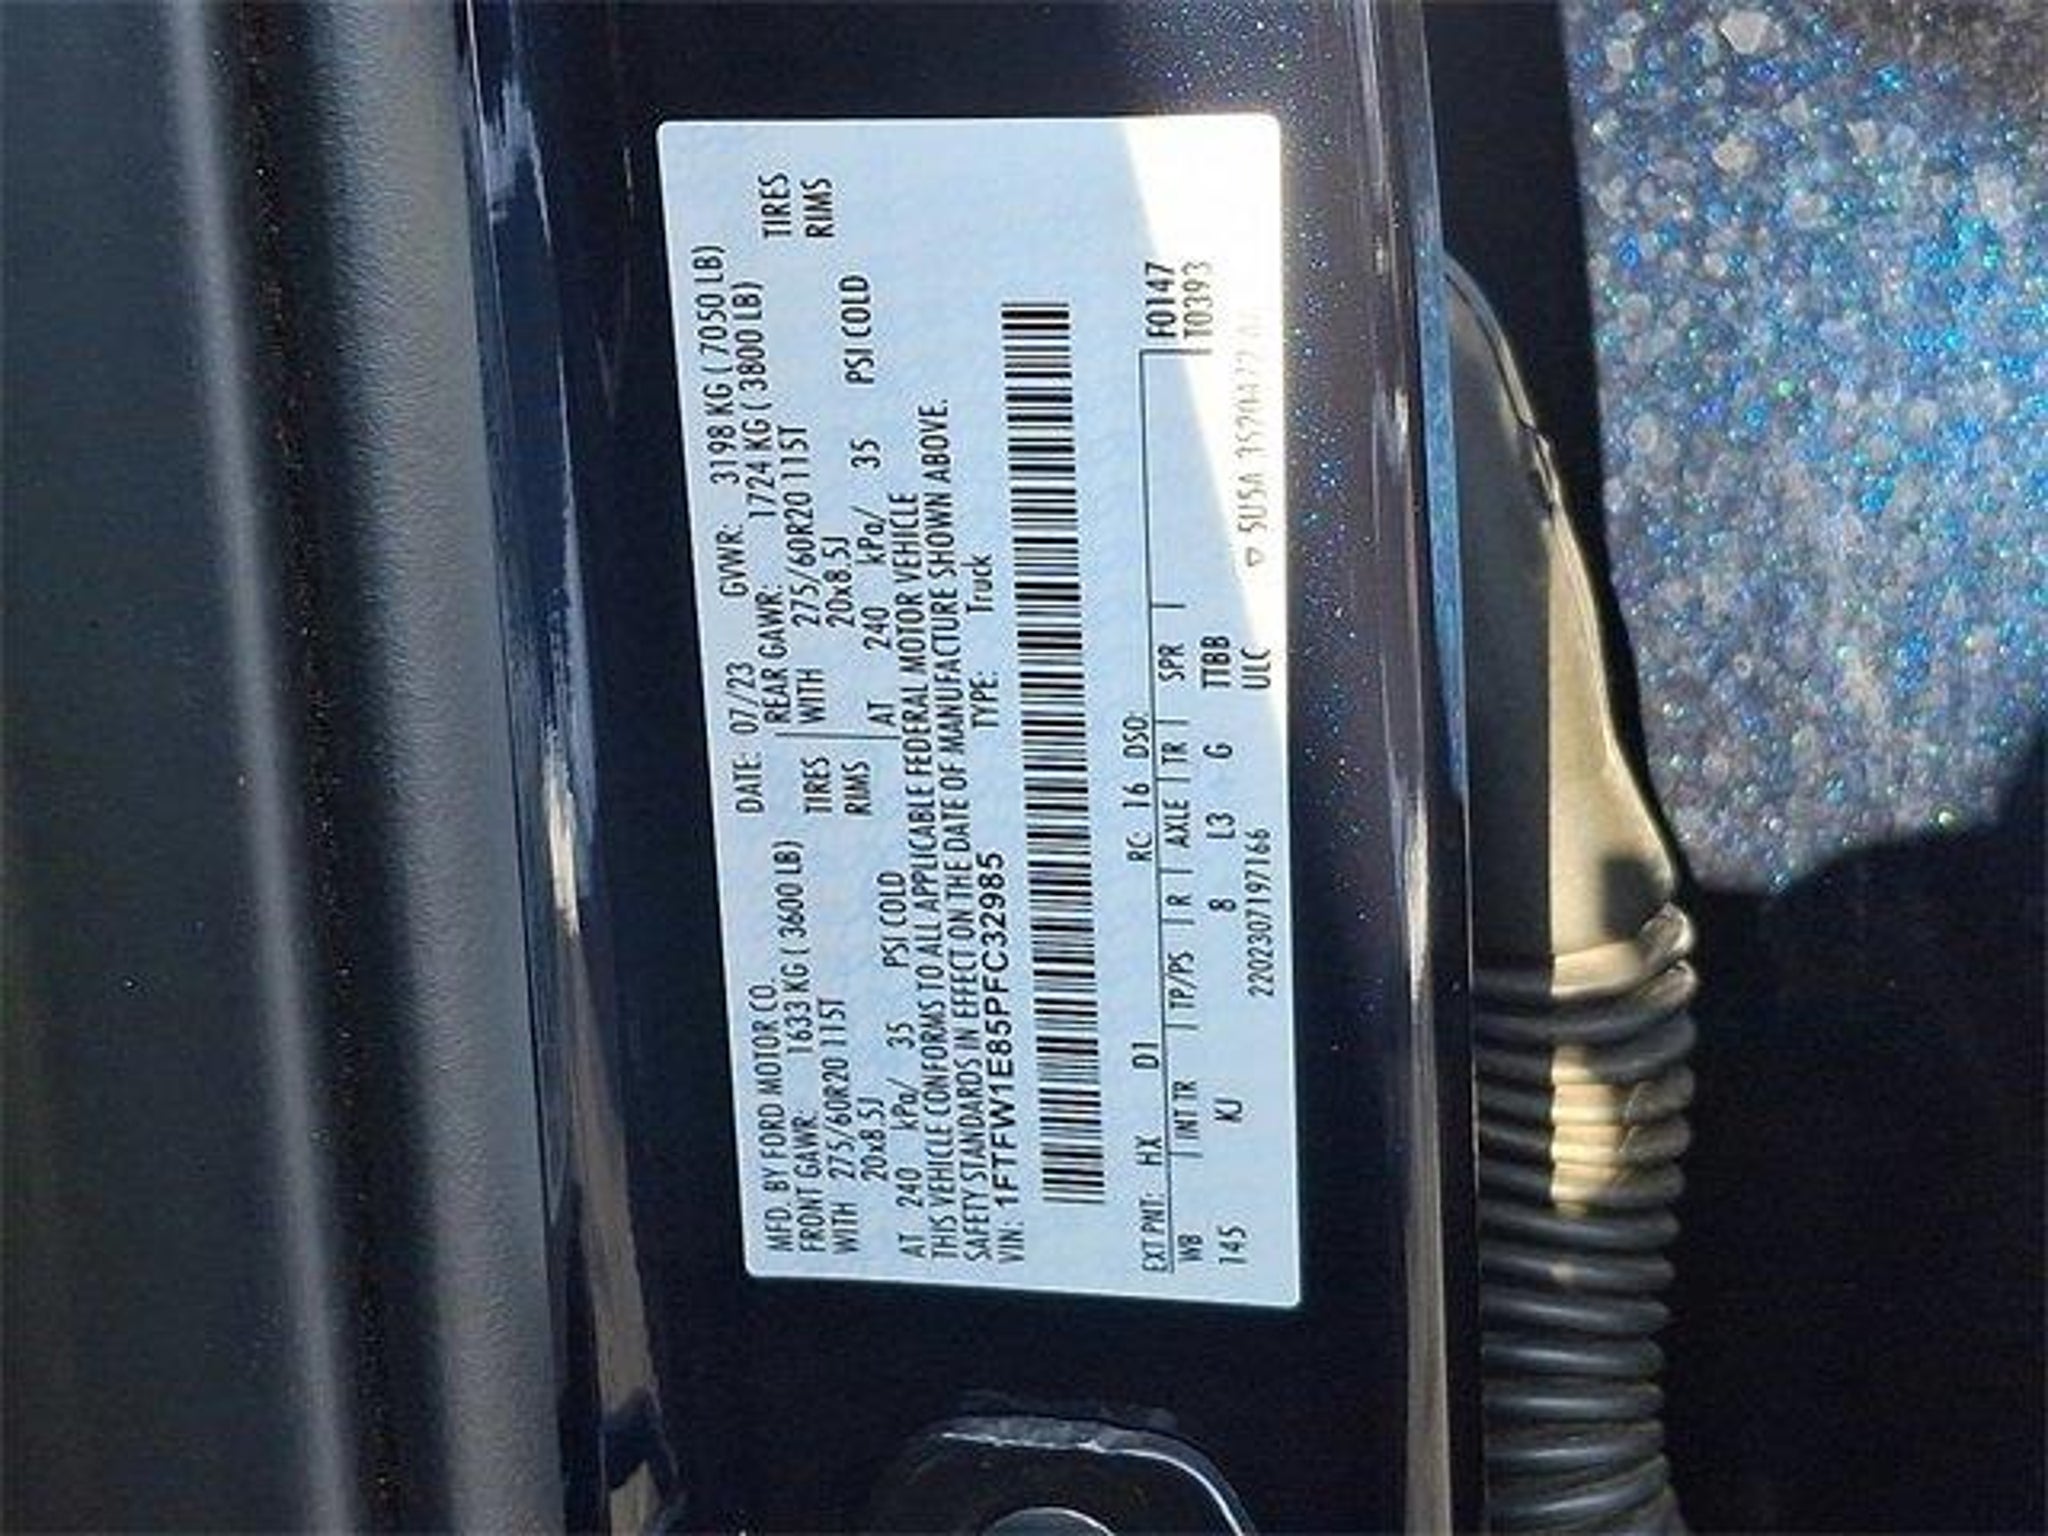 MFD. BY FORD MOTOR CO. DATE: 07/23 GVWR: 3198 KG ( 7050 LB)
FRONT GAWR: 1633 KG ( 3600 LB) REAR GAWR: 1724 KG ( 3800 LB)
WITH 275/60R20 115T TIRES WITH 275/60R20 115T TIRES
20x8.5J RIMS 20x8.5J RIMS
AT 240 kPa/ 35 PSI COLD AT 240 kPa/ 35 PSI COLD
THIS VEHICLE CONFORMS TO ALL APPLICABLE FEDERAL MOTOR VEHICLE
SAFETY STANDARDS IN EFFECT ON THE DATE OF MANUFACTURE SHOWN ABOVE.
VIN: 1FTFW1E85PFC32985 TYPE: Truck
EXT PNT: HX D1 RC: 16 DSO: F0147
WB INT TR TP/PS R AXLE TR SPR T0393
145 KJ 8 L3 G TTBB
2202307197166 ULC
5U5A